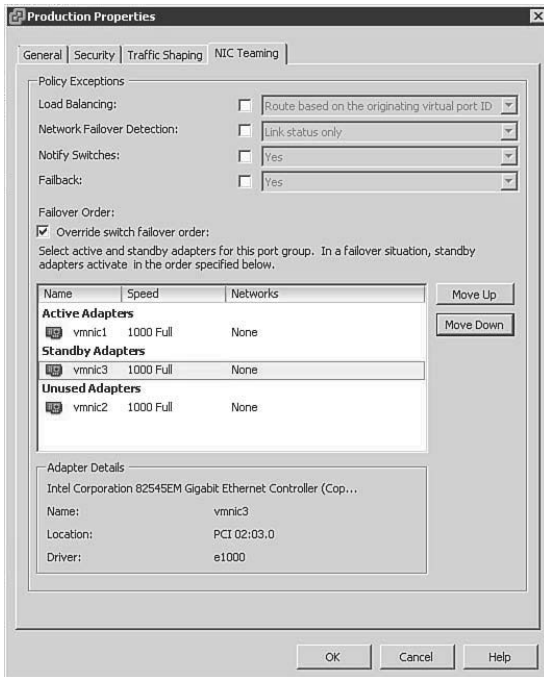 Production Properties
General Security Traffic Shaping NIC Teaming
Policy Exceptions
Load Balancing: Route based on the originating virtual port ID
Network Failover Detection: Link status only
Notify Switches: Yes
Failback: Yes
Failover Order:
Override switch failover order:
Select active and standby adapters for this port group. In a failover situation, standby
adapters activate in the order specified below.
Name Speed Networks
Move Up
Active Adapters
vmnic1 1000 Full None
Move Down
Standby Adapters
vmnic3 1000 Full None
Unused Adapters
vmnic2 1000 Full None
Adapter Details
Intel Corporation 82545EM Gigabit Ethernet Controller (Cop...
Name: vmnic3
Location: PCI 02:03.0
Driver: e1000
OK Cancel Help